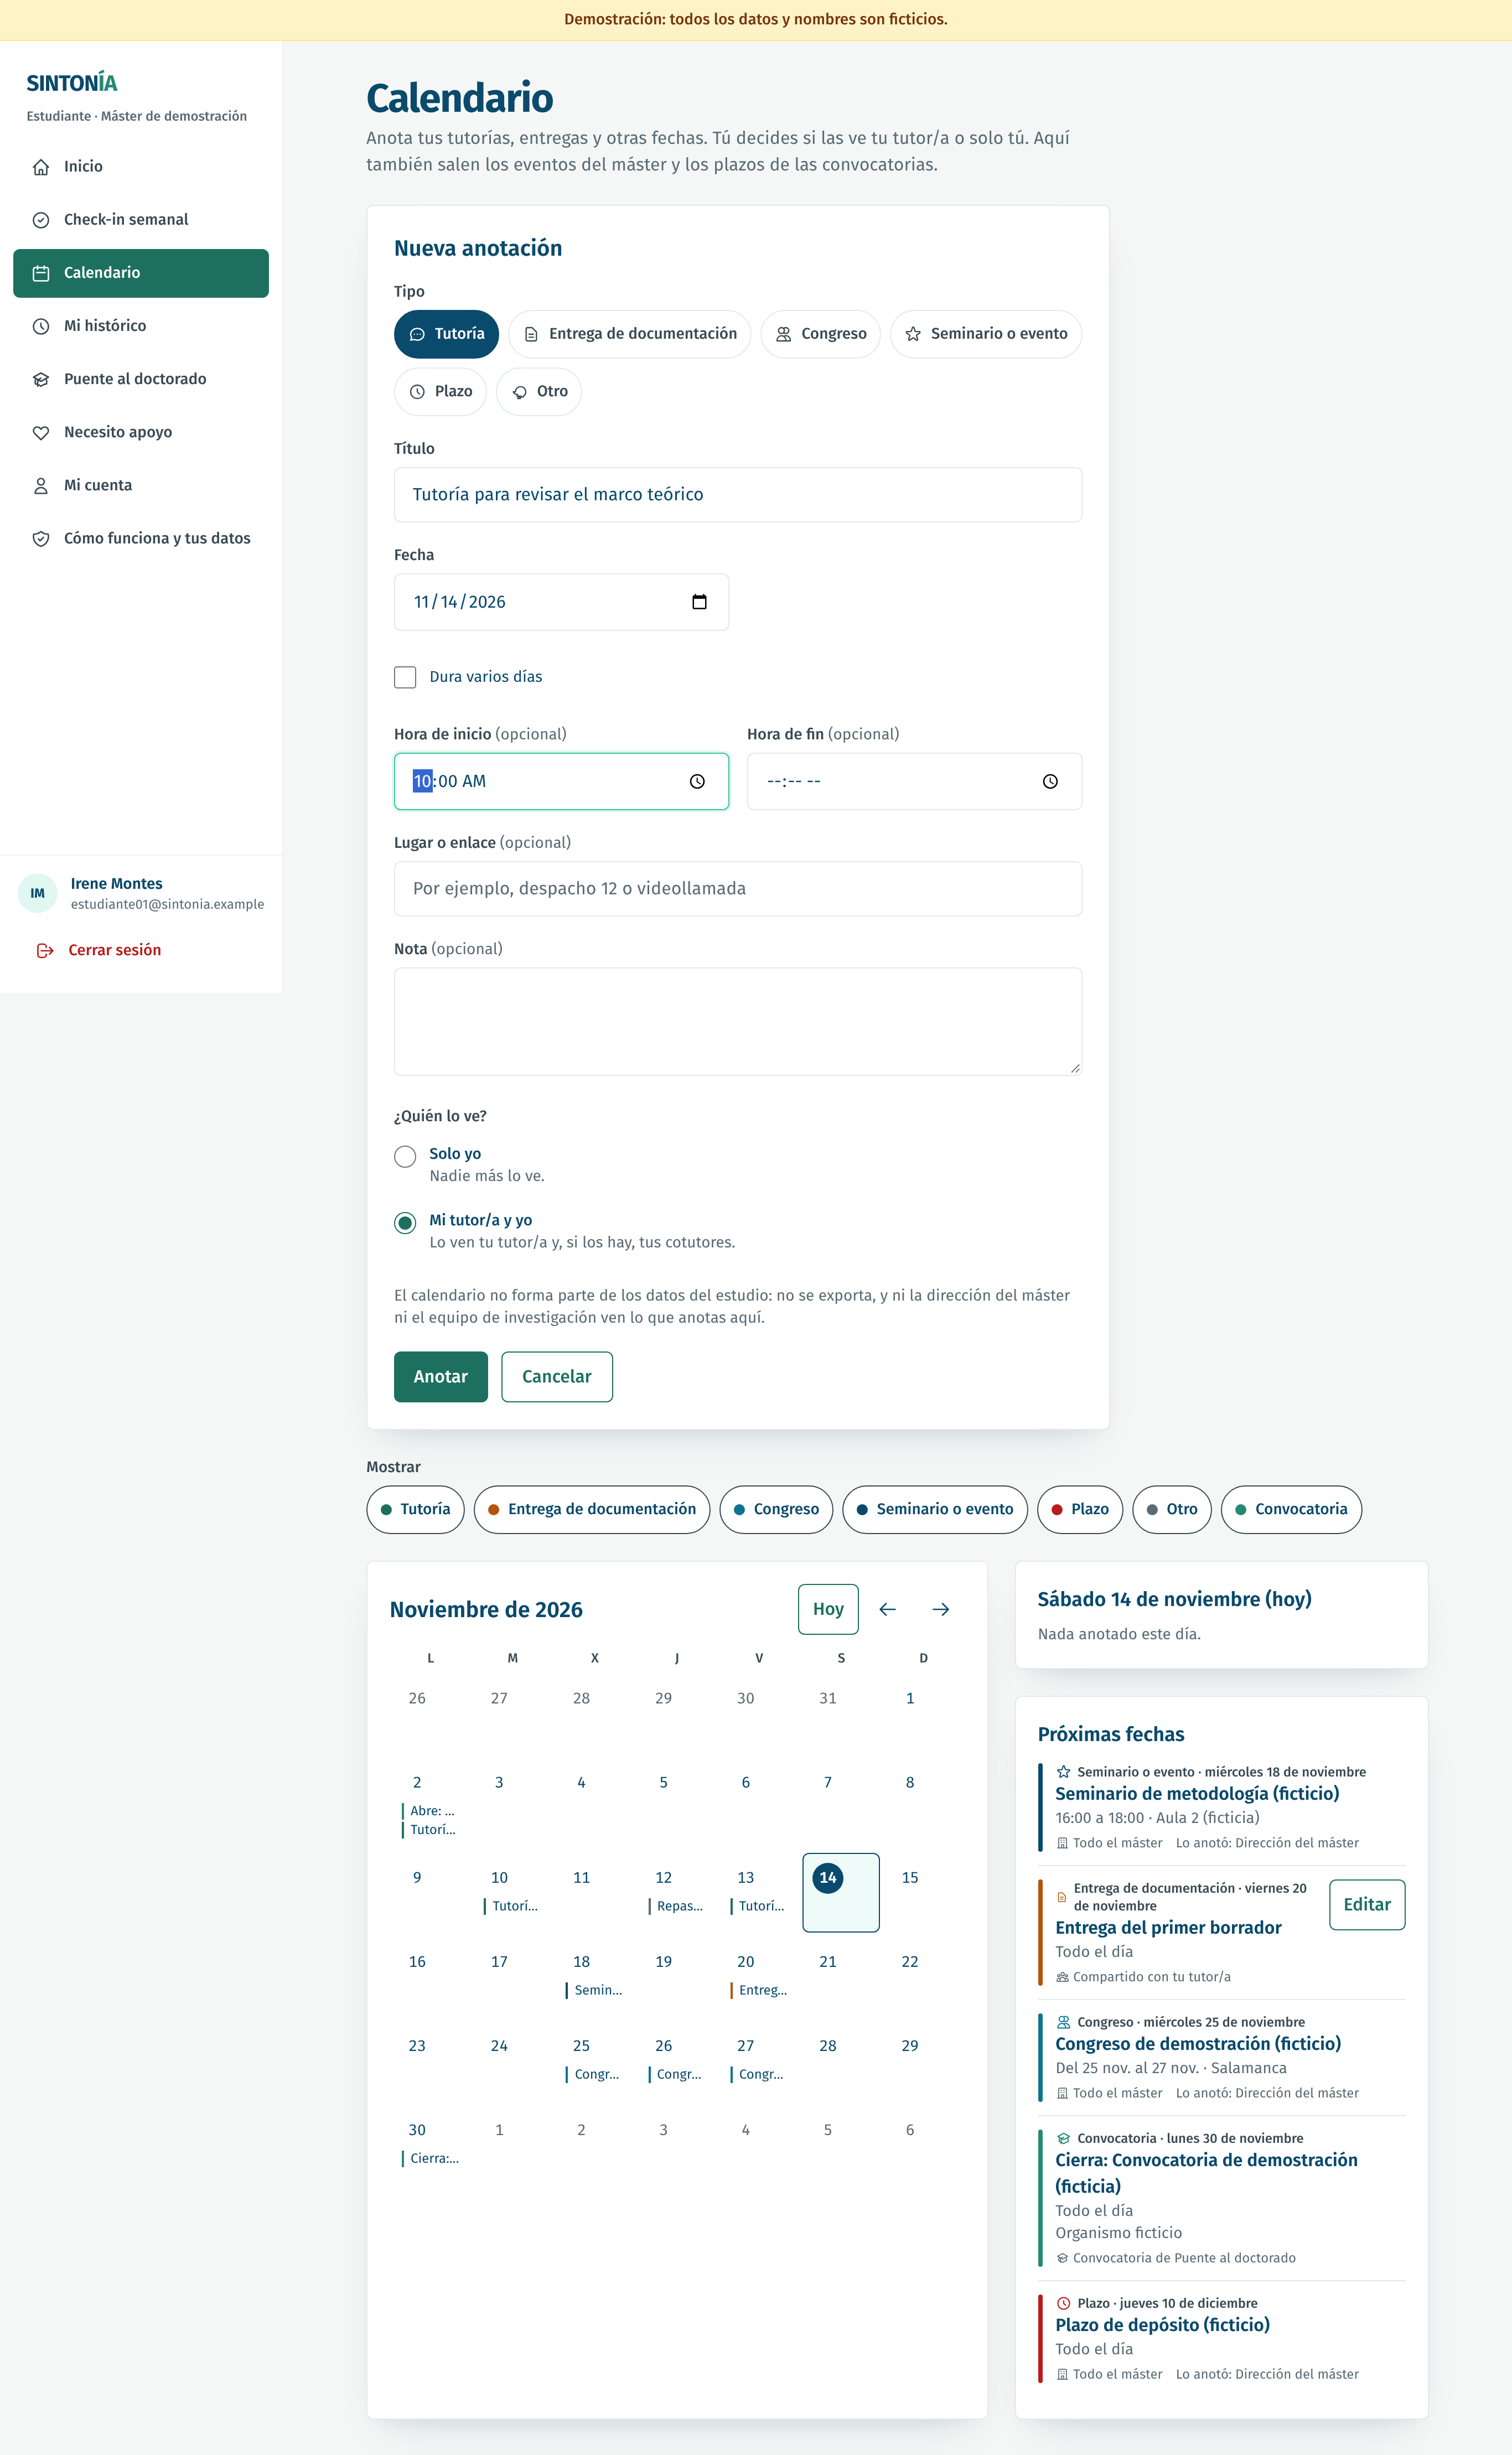 Demostración: todos los datos y nombres son ficticios.
SINTONÍA
Estudiante · Máster de demostración
Inicio
Check-in semanal
Calendario
Mi histórico
Puente al doctorado
Necesito apoyo
Mi cuenta
Cómo funciona y tus datos
IM
Irene Montes
estudiante01@sintonia.example
Cerrar sesión
Calendario
Anota tus tutorías, entregas y otras fechas. Tú decides si las ve tu tutor/a o solo tú. Aquí
también salen los eventos del máster y los plazos de las convocatorias.
Nueva anotación
Tipo
Tutoría Entrega de documentación Congreso Seminario o evento
Plazo Otro
Título
Tutoría para revisar el marco teórico
Fecha
11/14/2026
Dura varios días
Hora de inicio (opcional) Hora de fin (opcional)
10:00 AM --:-- --
Lugar o enlace (opcional)
Por ejemplo, despacho 12 o videollamada
Nota (opcional)
¿Quién lo ve?
Solo yo
Nadie más lo ve.
Mi tutor/a y yo
Lo ven tu tutor/a y, si los hay, tus cotutores.
El calendario no forma parte de los datos del estudio: no se exporta, y ni la dirección del máster
ni el equipo de investigación ven lo que anotas aquí.
Anotar Cancelar
Mostrar
Tutoría Entrega de documentación Congreso Seminario o evento Plazo Otro Convocatoria
Noviembre de 2026 Hoy
L M X J V S D
26 27 28 29 30 31 1
2 3 4 5 6 7 8
Abre: ...
Tutorí...
9 10 11 12 13 14 15
Tutorí... Repas... Tutorí...
16 17 18 19 20 21 22
Semin... Entreg...
23 24 25 26 27 28 29
Congr... Congr... Congr...
30 1 2 3 4 5 6
Cierra:...
Sábado 14 de noviembre (hoy)
Nada anotado este día.
Próximas fechas
Seminario o evento · miércoles 18 de noviembre
Seminario de metodología (ficticio)
16:00 a 18:00 · Aula 2 (ficticia)
Todo el máster Lo anotó: Dirección del máster
Entrega de documentación · viernes 20
de noviembre
Editar
Entrega del primer borrador
Todo el día
Compartido con tu tutor/a
Congreso · miércoles 25 de noviembre
Congreso de demostración (ficticio)
Del 25 nov. al 27 nov. · Salamanca
Todo el máster Lo anotó: Dirección del máster
Convocatoria · lunes 30 de noviembre
Cierra: Convocatoria de demostración
(ficticia)
Todo el día
Organismo ficticio
Convocatoria de Puente al doctorado
Plazo · jueves 10 de diciembre
Plazo de depósito (ficticio)
Todo el día
Todo el máster Lo anotó: Dirección del máster